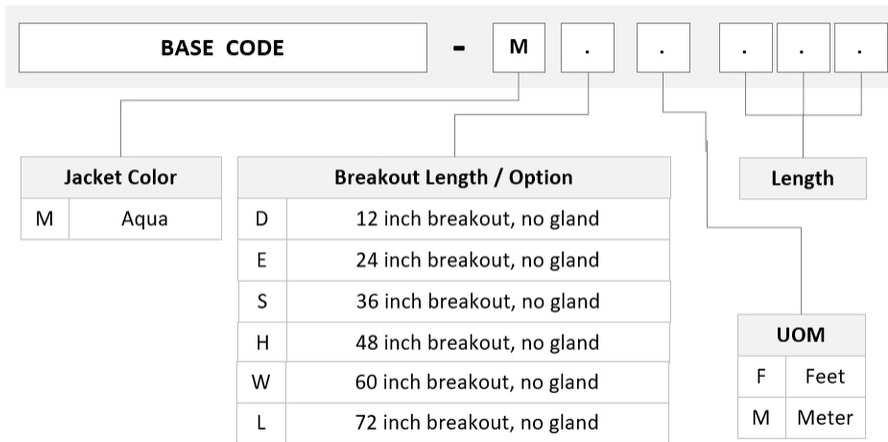 BASE CODE - M . . . . .
Jacket Color
M Aqua
Breakout Length / Option
D 12 inch breakout, no gland
E 24 inch breakout, no gland
S 36 inch breakout, no gland
H 48 inch breakout, no gland
W 60 inch breakout, no gland
L 72 inch breakout, no gland
Length
UOM
F Feet
M Meter